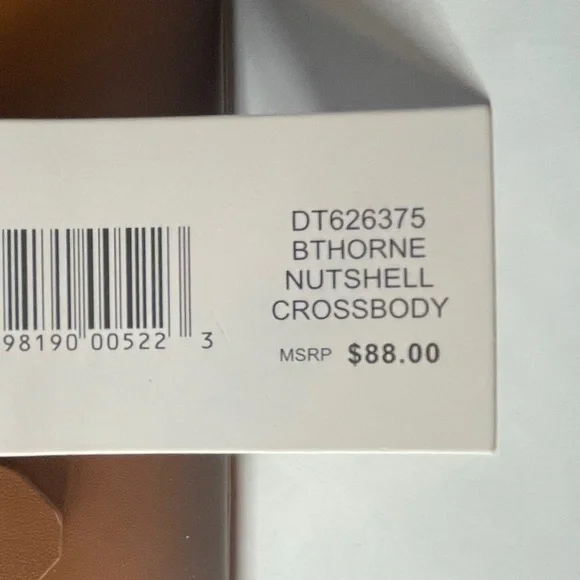 DT626375
BTHORNE
NUTSHELL
CROSSBODY
MSRP $88.00
98190 00522 3